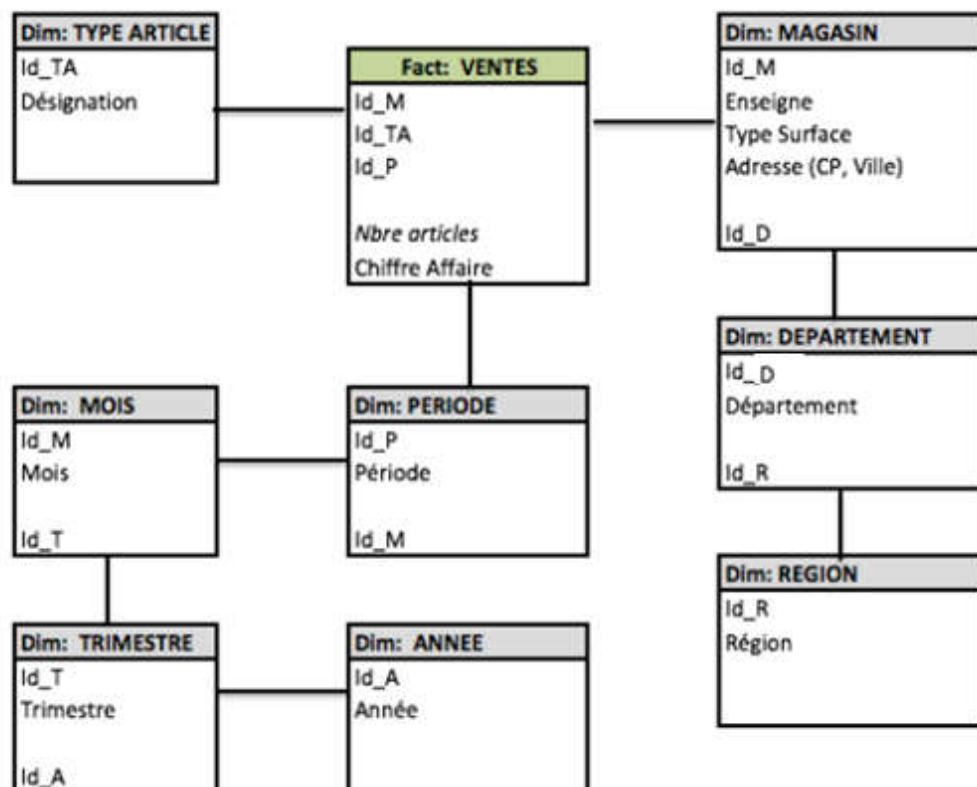 Dim: TYPE ARTICLE
Id_TA
Désignation
Fact: VENTES
Id_M
Id_TA
Id_P
Nbre articles
Chiffre Affaire
Dim: MAGASIN
Id_M
Enseigne
Type Surface
Adresse (CP, Ville)
Id_D
Dim: DEPARTEMENT
Id_D
Département
Id_R
Dim: MOIS
Id_M
Mois
Id_T
Dim: PERIODE
Id_P
Période
Id_M
Dim: REGION
Id_R
Région
Dim: TRIMESTRE
Id_T
Trimestre
Id_A
Dim: ANNEE
Id_A
Année